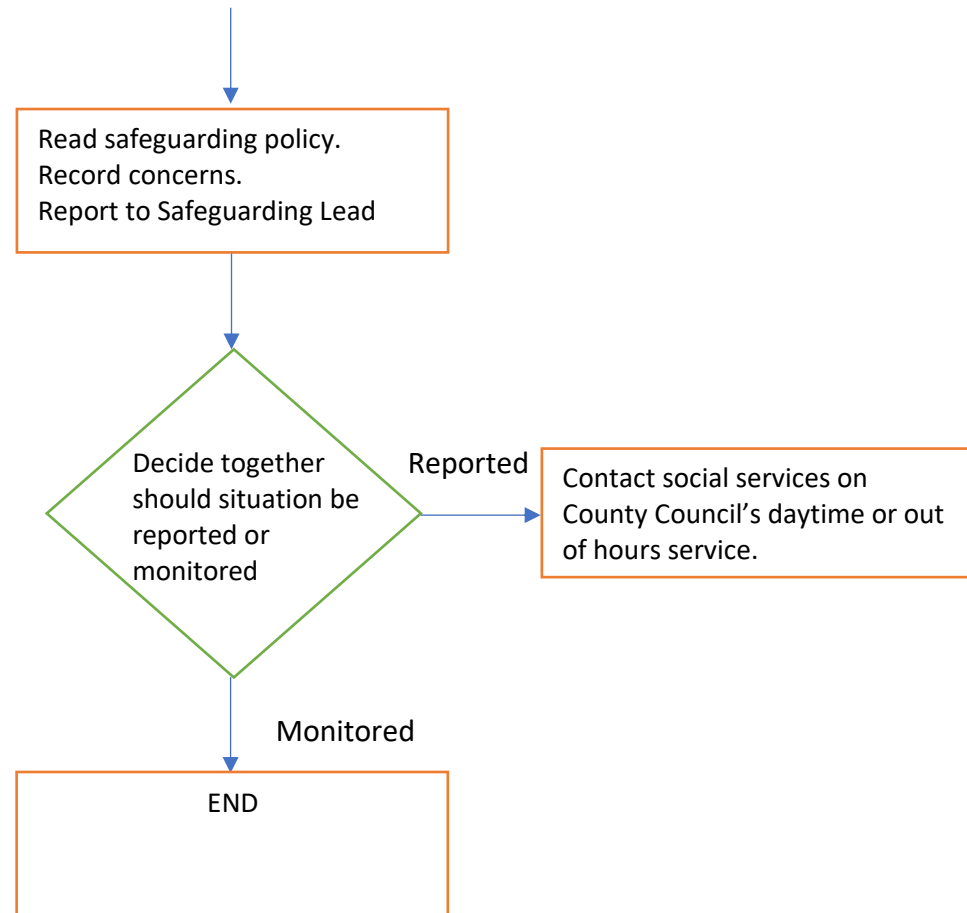 Read safeguarding policy.
Record concerns.
Report to Safeguarding Lead
Decide together
should situation be
reported or
monitored
Reported
Contact social services on
County Council’s daytime or out
of hours service.
Monitored
END